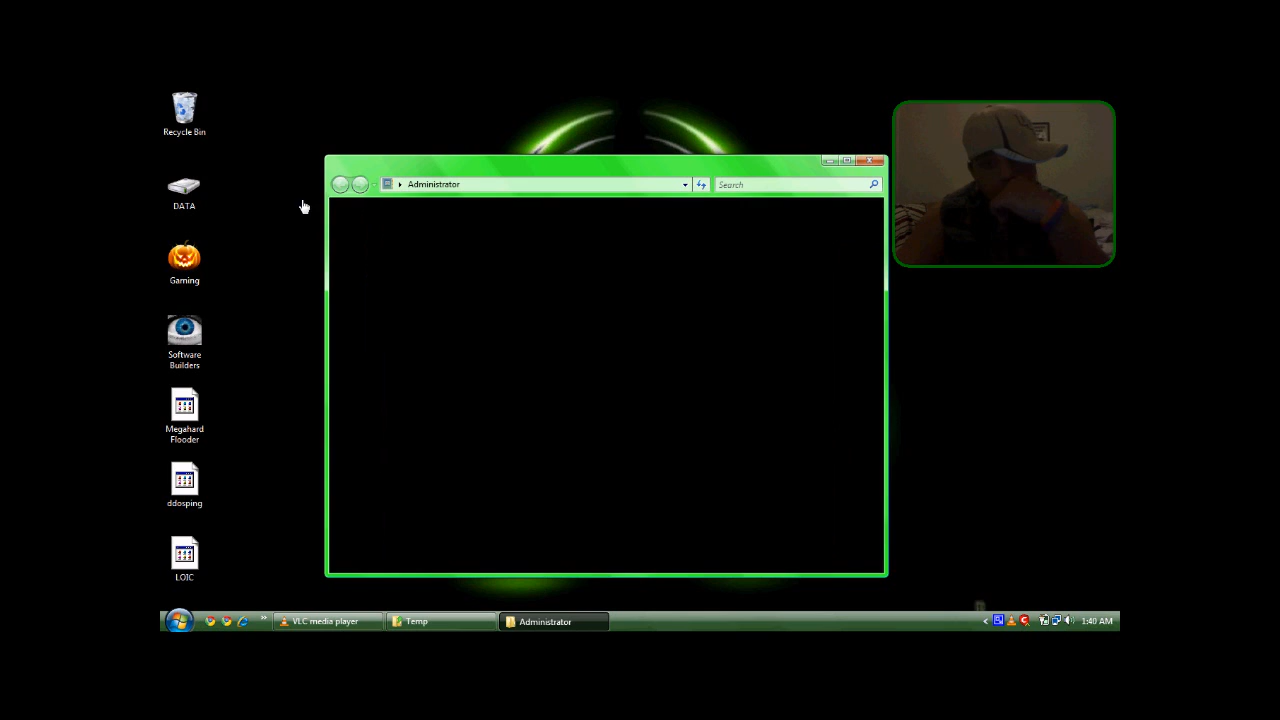 Recycle Bin
DATA
Gaming
Software
Builders
Megahard
Flooder
ddosping
LOIC
Administrator
Search
VLC media player
Temp
Administrator
1:40 AM